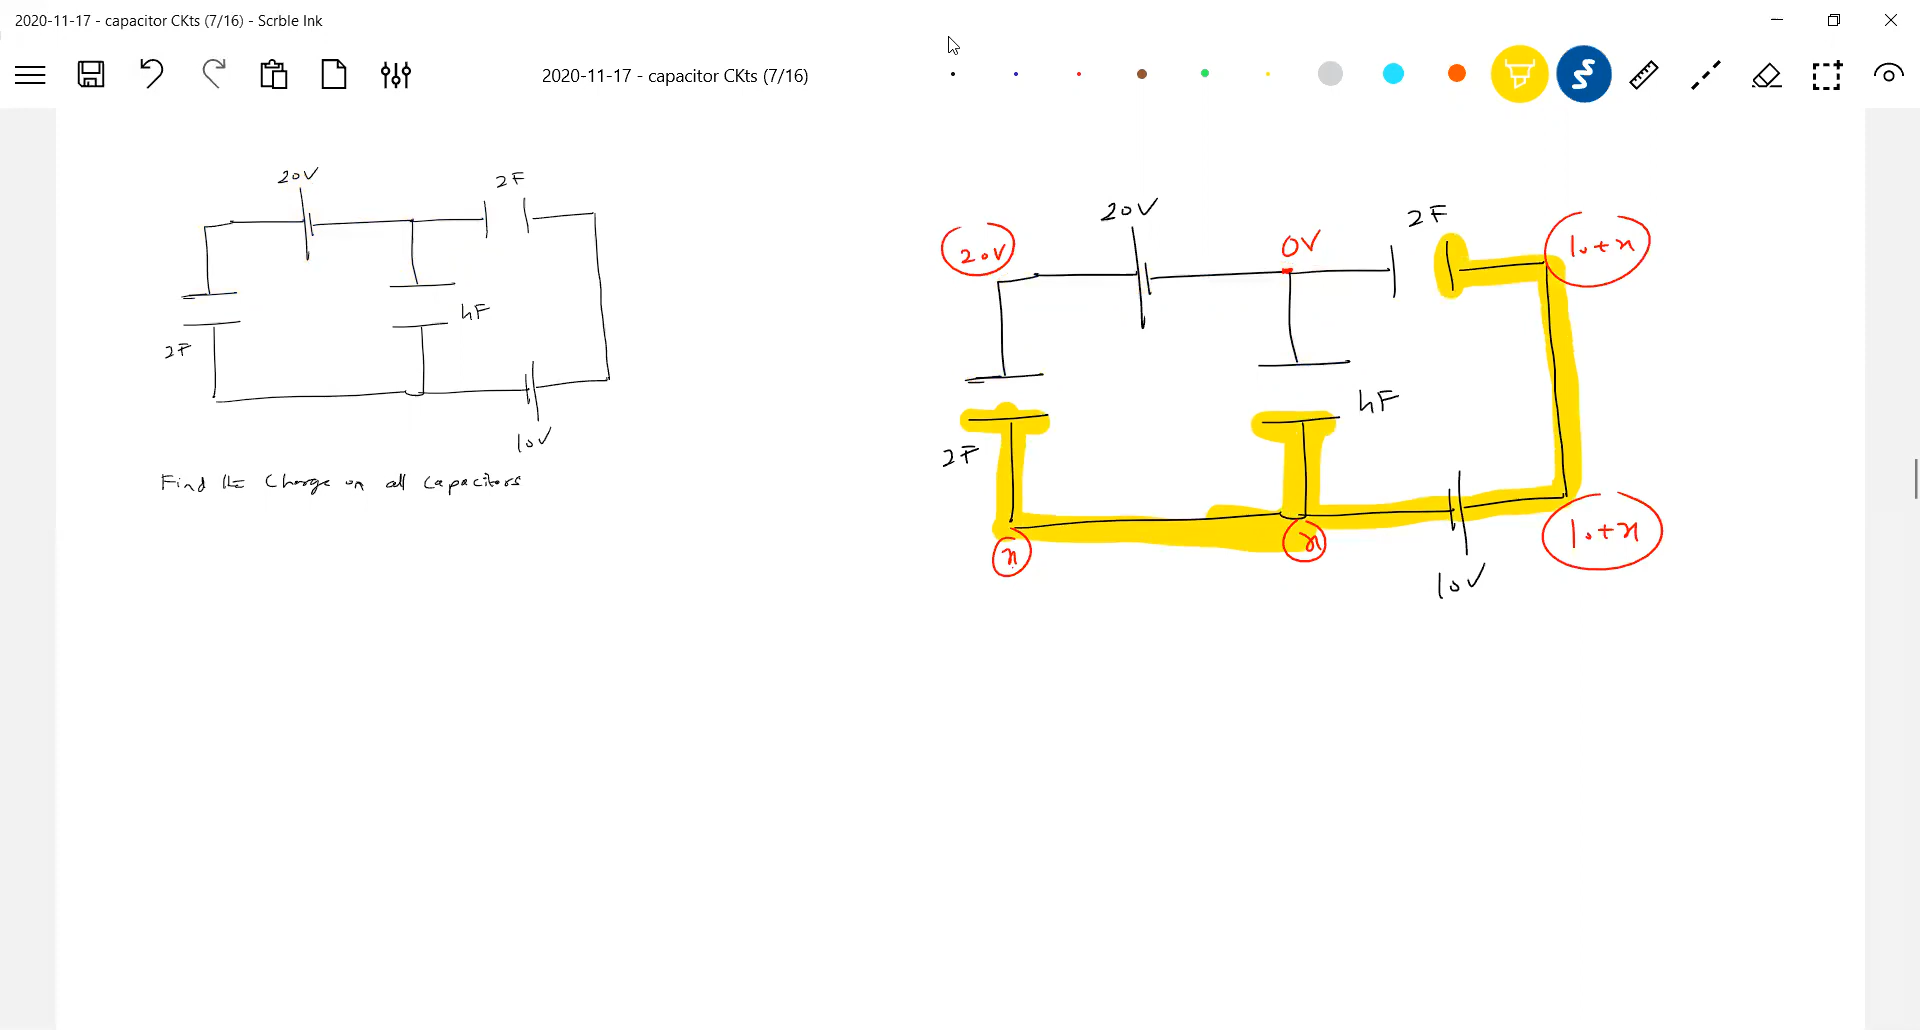 2020-11-17 - capacitor CKts (7/16) - Scrble Ink
2020-11-17 - capacitor CKts (7/16)
20V
2F
4F
2F
10V
Find the Charge on all Capacitors
20V
2F
20V
0V
10+x
4F
2F
x
x
10+x
10V